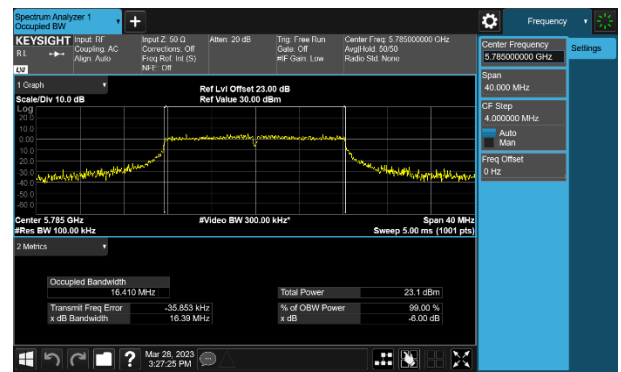 Spectrum Analyzer 1
Occupied BW
+
Frequency
KEYSIGHT
RL
LXI
Input: RF
Coupling: AC
Align: Auto
Input Z: 50 Ω
Corrections: Off
Freq Ref: Int (S)
NFE: Off
Atten: 20 dB
Trig: Free Run
Gate: Off
#IF Gain: Low
Center Freq: 5.785000000 GHz
Avg|Hold: 50/50
Radio Std: None
Center Frequency
5.785000000 GHz
Settings
Span
40.000 MHz
CF Step
4.000000 MHz
Auto
Man
Freq Offset
0 Hz
1 Graph
Scale/Div 10.0 dB
Ref Lvl Offset 23.00 dB
Ref Value 30.00 dBm
Log
20.0
10.0
0.00
-10.0
-20.0
-30.0
-40.0
-50.0
-60.0
Center 5.785 GHz
#Res BW 100.00 kHz
#Video BW 300.00 kHz*
Span 40 MHz
Sweep 5.00 ms (1001 pts)
2 Metrics
Occupied Bandwidth
16.410 MHz
Total Power 23.1 dBm
Transmit Freq Error -35.853 kHz
% of OBW Power 99.00 %
x dB Bandwidth 16.39 MHz
x dB -6.00 dB
?
Mar 28, 2023
3:27:25 PM